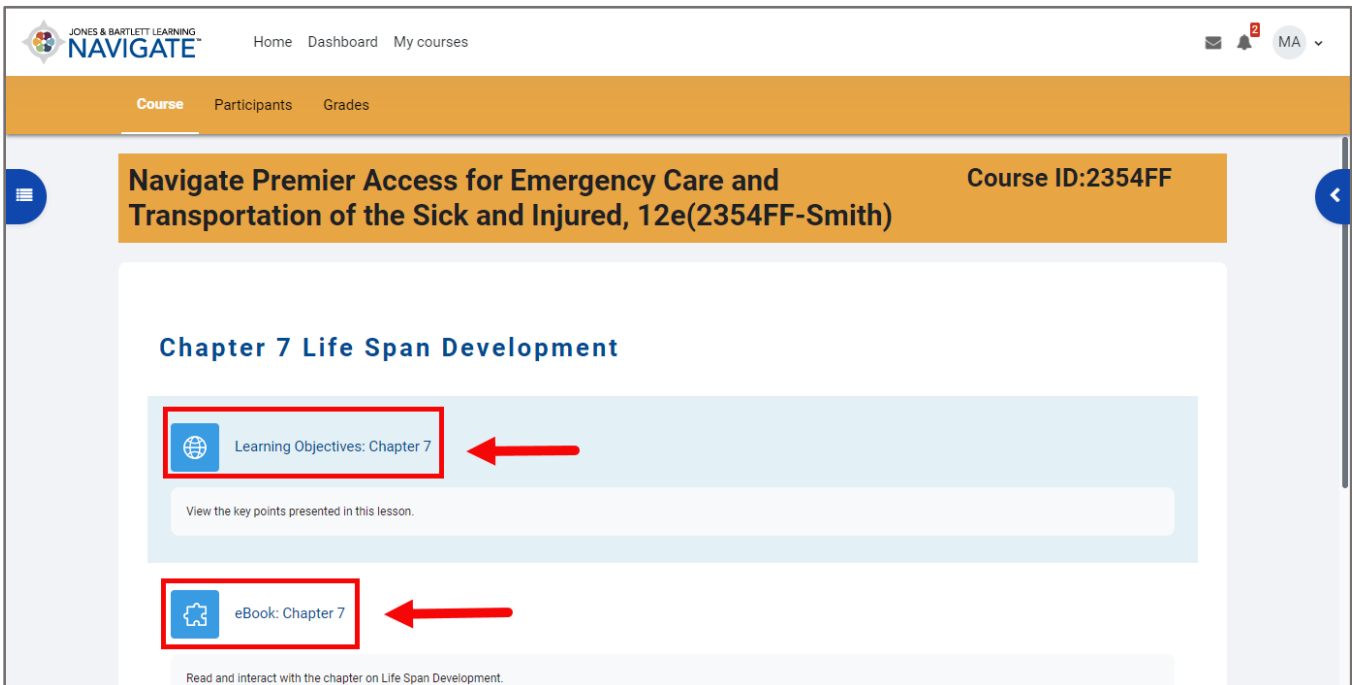 JONES & BARTLETT LEARNING
NAVIGATE™
Home Dashboard My courses
2
MA
Course Participants Grades
Navigate Premier Access for Emergency Care and
Transportation of the Sick and Injured, 12e(2354FF-Smith)
Course ID:2354FF
Chapter 7 Life Span Development
Learning Objectives: Chapter 7
View the key points presented in this lesson.
eBook: Chapter 7
Read and interact with the chapter on Life Span Development.